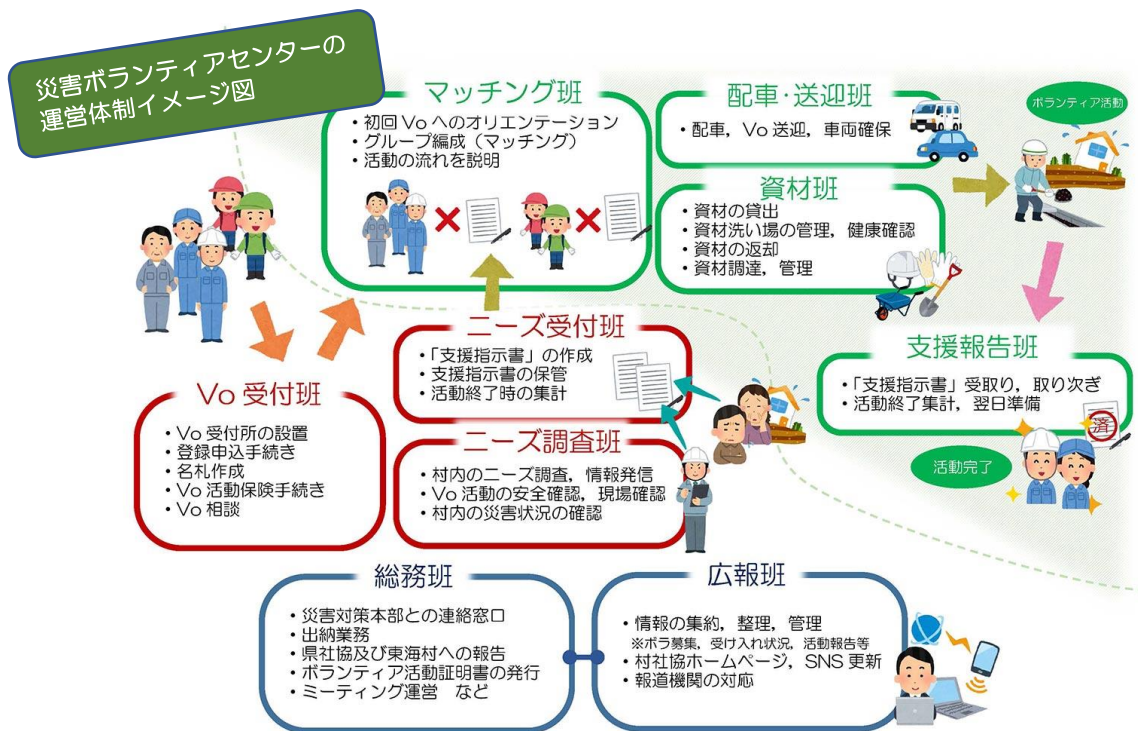 災害ボランティアセンターの
運営体制イメージ図
マッチング班
・初回 Vo へのオリエンテーション
・グループ編成（マッチング）
・活動の流れを説明
配車・送迎班
・配車，Vo 送迎，車両確保
ボランティア活動
資材班
・資材の貸出
・資材洗い場の管理，健康確認
・資材の返却
・資材調達，管理
ニーズ受付班
・「支援指示書」の作成
・支援指示書の保管
・活動終了時の集計
支援報告班
・「支援指示書」受取り，取り次ぎ
・活動終了集計，翌日準備
済
活動完了
Vo 受付班
・Vo 受付所の設置
・登録申込手続き
・名札作成
・Vo 活動保険手続き
・Vo 相談
ニーズ調査班
・村内のニーズ調査，情報発信
・Vo 活動の安全確認，現場確認
・村内の災害状況の確認
総務班
・災害対策本部との連絡窓口
・出納業務
・県社協及び東海村への報告
・ボランティア活動証明書の発行
・ミーティング運営　など
広報班
・情報の集約，整理，管理
※ボラ募集，受け入れ状況，活動報告等
・村社協ホームページ，SNS 更新
・報道機関の対応